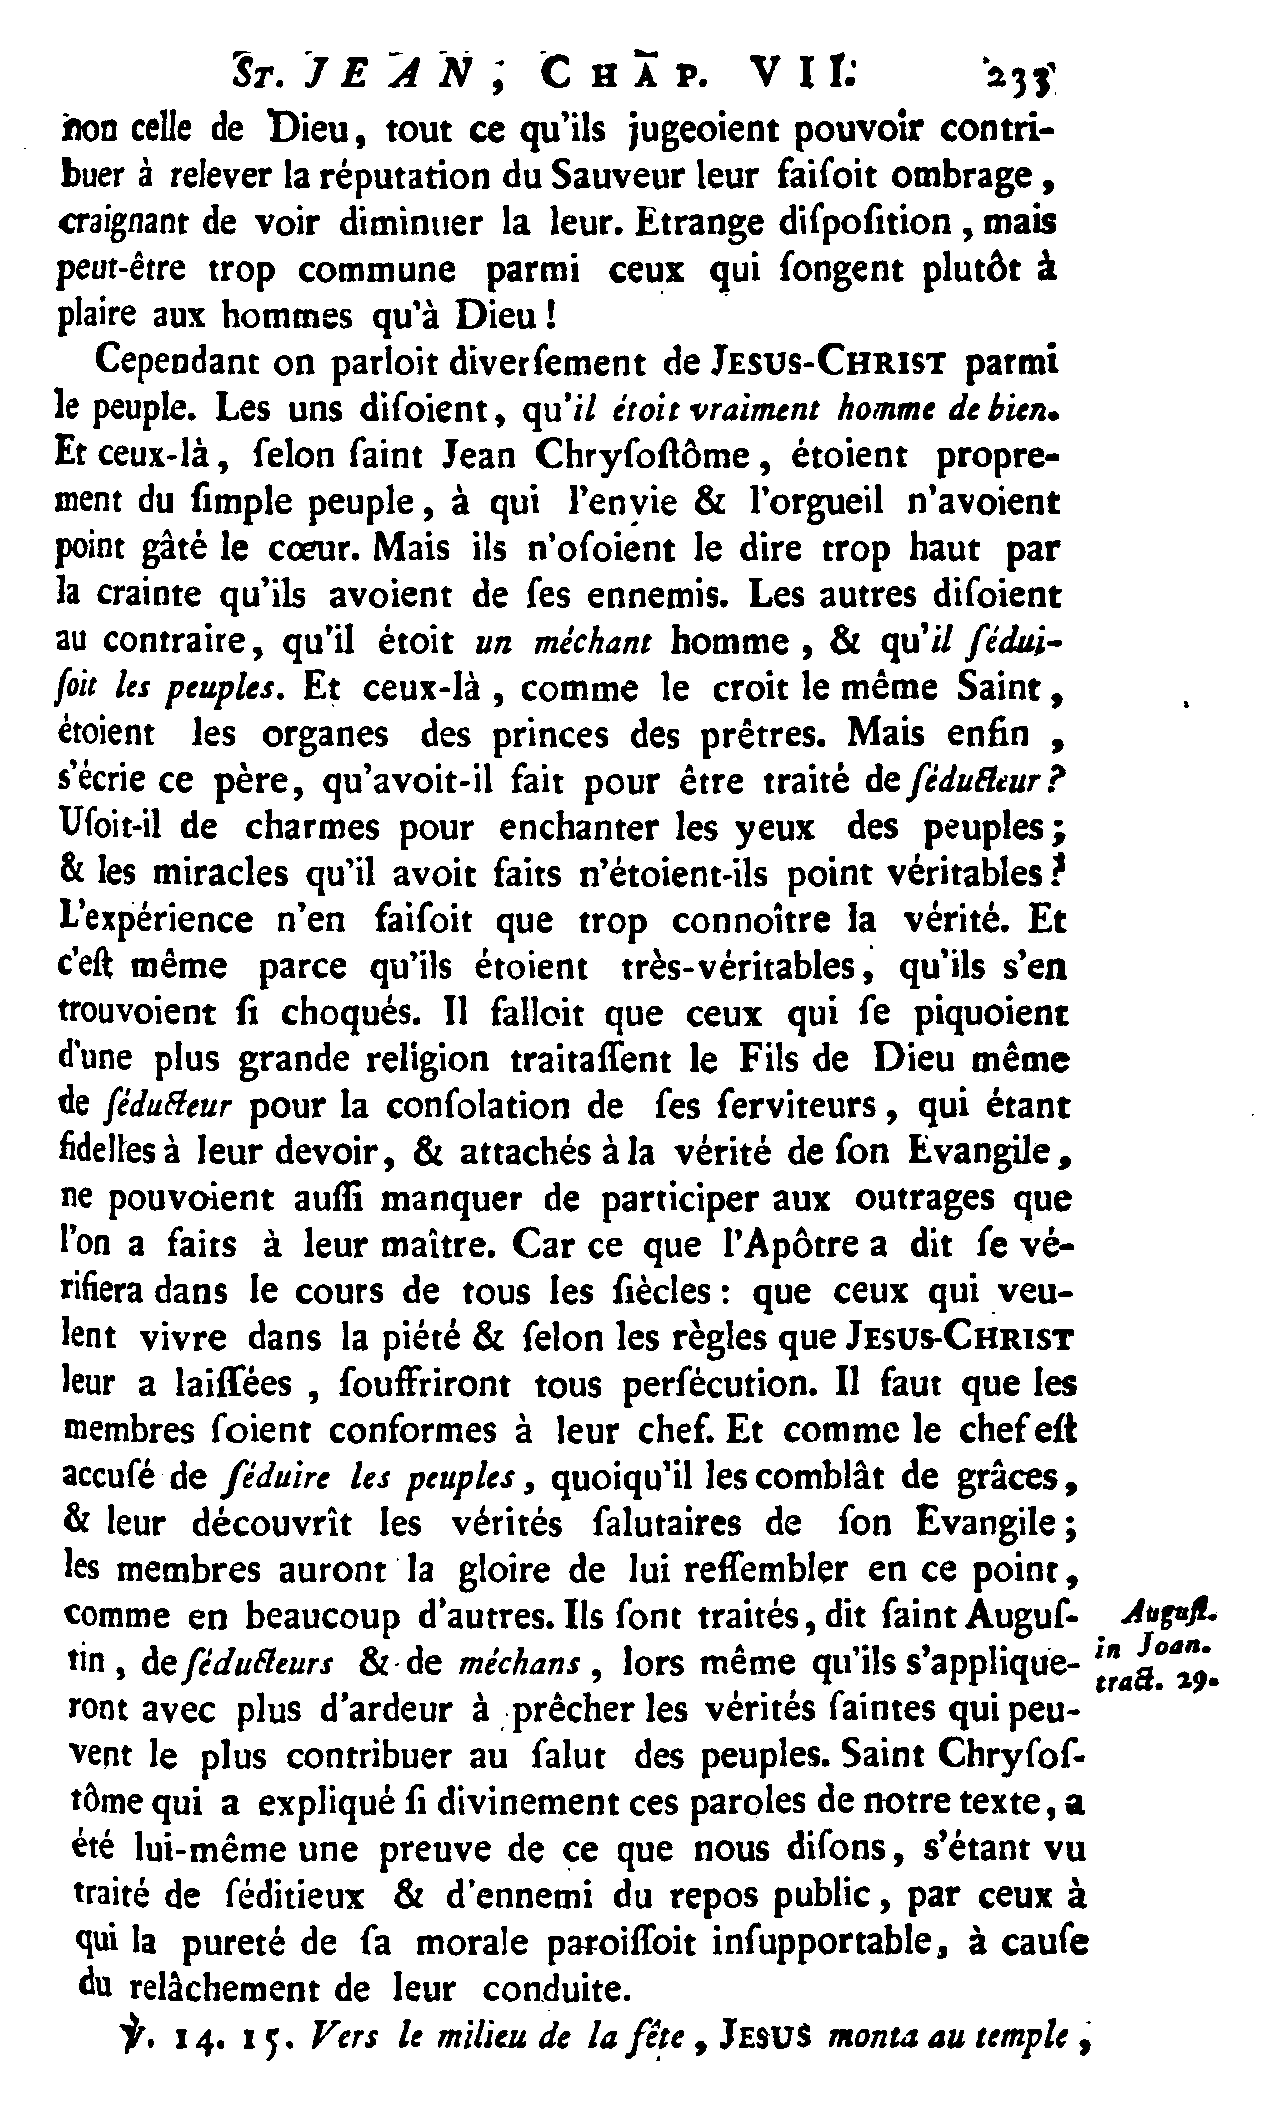 ST. JEAN, CHAP. VII. 233
non celle de Dieu, tout ce qu'ils jugeoient pouvoir contri-
buer à relever la réputation du Sauveur leur faiſoit ombrage,
craignant de voir diminuer la leur. Etrange diſpoſition, mais
peut-être trop commune parmi ceux qui ſongent plutôt à
plaire aux hommes qu'à Dieu !
Cependant on parloit diverſement de JESUS-CHRIST parmi
le peuple. Les uns diſoient, qu'il étoit vraiment homme de bien.
Et ceux-là, ſelon ſaint Jean Chryſoſtôme, étoient propre-
ment du ſimple peuple, à qui l'envie & l'orgueil n'avoient
point gâté le cœur. Mais ils n'oſoient le dire trop haut par
la crainte qu'ils avoient de ſes ennemis. Les autres diſoient
au contraire, qu'il étoit un méchant homme, & qu'il ſédui-
ſoit les peuples. Et ceux-là, comme le croit le même Saint,
étoient les organes des princes des prêtres. Mais enfin,
s'écrie ce père, qu'avoit-il fait pour être traité de ſéducteur ?
Uſoit-il de charmes pour enchanter les yeux des peuples ;
& les miracles qu'il avoit faits n'étoient-ils point véritables ?
L'expérience n'en faiſoit que trop connoître la vérité. Et
c'eſt même parce qu'ils étoient très-véritables, qu'ils s'en
trouvoient ſi choqués. Il falloit que ceux qui ſe piquoient
d'une plus grande religion traitaſſent le Fils de Dieu même
de ſéducteur pour la conſolation de ſes ſerviteurs, qui étant
fidelles à leur devoir, & attachés à la vérité de ſon Evangile,
ne pouvoient auſſi manquer de participer aux outrages que
l'on a faits à leur maître. Car ce que l'Apôtre a dit ſe vé-
rifiera dans le cours de tous les ſiècles : que ceux qui veu-
lent vivre dans la piété & ſelon les règles que JESUS-CHRIST
leur a laiſſées, ſouffriront tous perſécution. Il faut que les
membres ſoient conformes à leur chef. Et comme le chef eſt
accuſé de ſéduire les peuples, quoiqu'il les comblât de grâces,
& leur découvrît les vérités ſalutaires de ſon Evangile ;
les membres auront la gloire de lui reſſembler en ce point,
comme en beaucoup d'autres. Ils ſont traités, dit ſaint Auguſ-
tin, de ſéducteurs & de méchans, lors même qu'ils s'applique-
ront avec plus d'ardeur à prêcher les vérités ſaintes qui peu-
vent le plus contribuer au ſalut des peuples. Saint Chryſoſ-
tôme qui a expliqué ſi divinement ces paroles de notre texte, a
été lui-même une preuve de ce que nous diſons, s'étant vu
traité de ſéditieux & d'ennemi du repos public, par ceux à
qui la pureté de ſa morale paroiſſoit inſupportable, à cauſe
du relâchement de leur conduite.
℣. 14. 15. Vers le milieu de la fête, JESUS monta au temple,
Auguſt.
in Joan.
tract. 29.